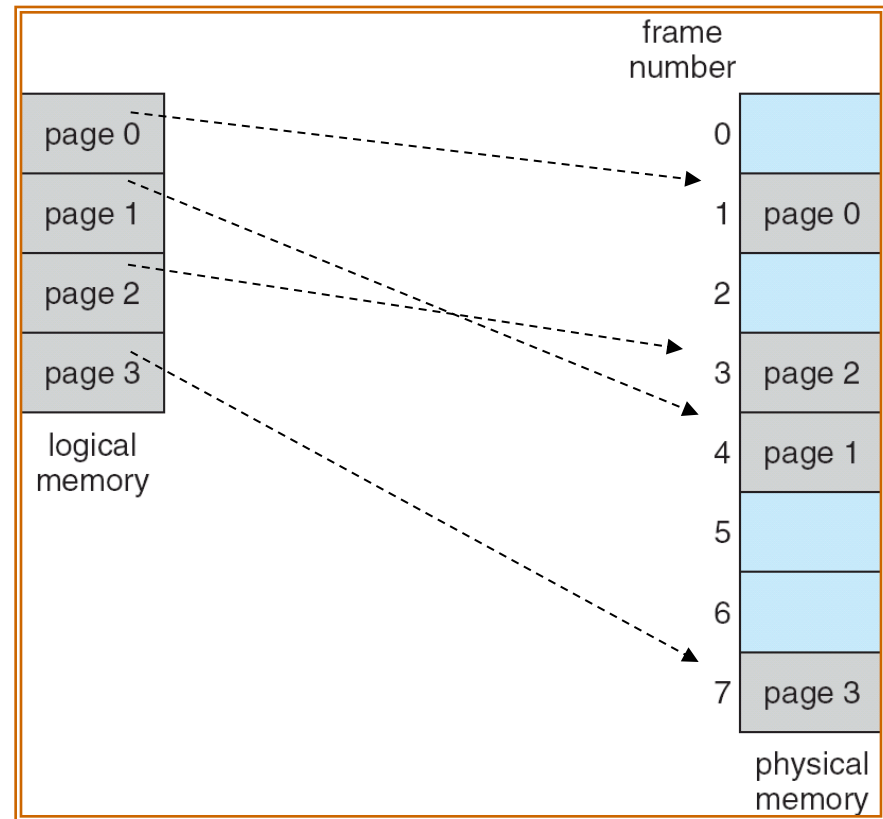 frame
number
page 0
page 1
page 2
page 3
logical
memory
0
1 page 0
2
3 page 2
4 page 1
5
6
7 page 3
physical
memory